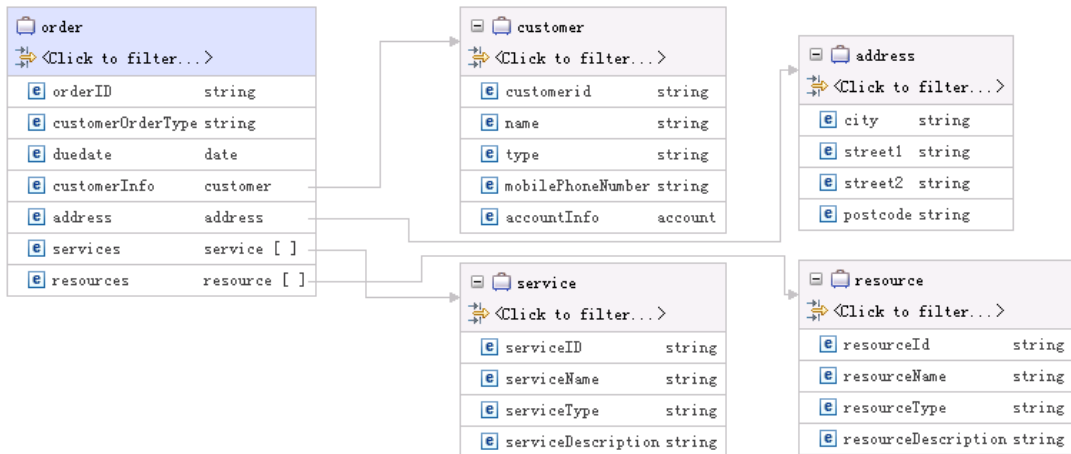 order
<Click to filter...>
e orderID string
e customerOrderType string
e duedate date
e customerInfo customer
e address address
e services service [ ]
e resources resource [ ]
customer
<Click to filter...>
e customerid string
e name string
e type string
e mobilePhoneNumber string
e accountInfo account
address
<Click to filter...>
e city string
e street1 string
e street2 string
e postcode string
service
<Click to filter...>
e serviceID string
e serviceName string
e serviceType string
e serviceDescription string
resource
<Click to filter...>
e resourceId string
e resourceName string
e resourceType string
e resourceDescription string